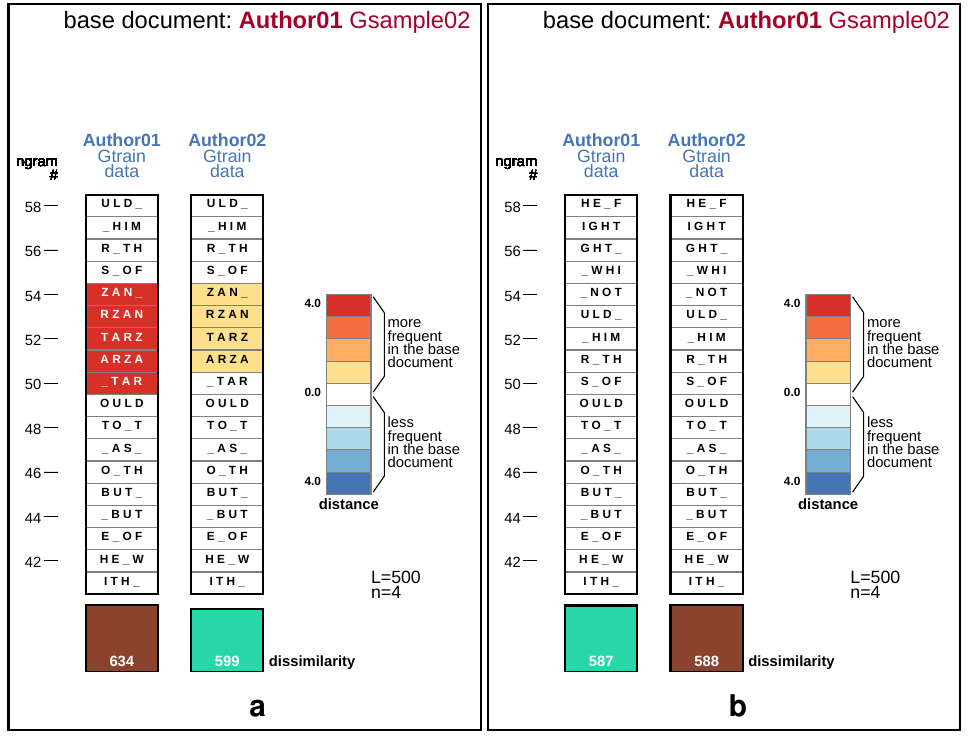 base document: Author01 Gsample02
Author01 Author02
Gtrain Gtrain
data data
ngram
#
58 ULD_ ULD_
_HIM _HIM
56 R_TH R_TH
S_OF S_OF
54 ZAN_ ZAN_
RZAN RZAN
52 TARZ TARZ
ARZA ARZA
50 _TAR _TAR
OULD OULD
48 TO_T TO_T
_AS_ _AS_
46 O_TH O_TH
BUT_ BUT_
44 _BUT _BUT
E_OF E_OF
42 HE_W HE_W
ITH_ ITH_
4.0
more
frequent
in the base
document
0.0
less
frequent
in the base
document
4.0
distance
L=500
n=4
634 599 dissimilarity
a
base document: Author01 Gsample02
Author01 Author02
Gtrain Gtrain
data data
ngram
#
58 HE_F HE_F
IGHT IGHT
56 GHT_ GHT_
_WHI _WHI
54 _NOT _NOT
ULD_ ULD_
52 _HIM _HIM
R_TH R_TH
50 S_OF S_OF
OULD OULD
48 TO_T TO_T
_AS_ _AS_
46 O_TH O_TH
BUT_ BUT_
44 _BUT _BUT
E_OF E_OF
42 HE_W HE_W
ITH_ ITH_
4.0
more
frequent
in the base
document
0.0
less
frequent
in the base
document
4.0
distance
L=500
n=4
587 588 dissimilarity
b